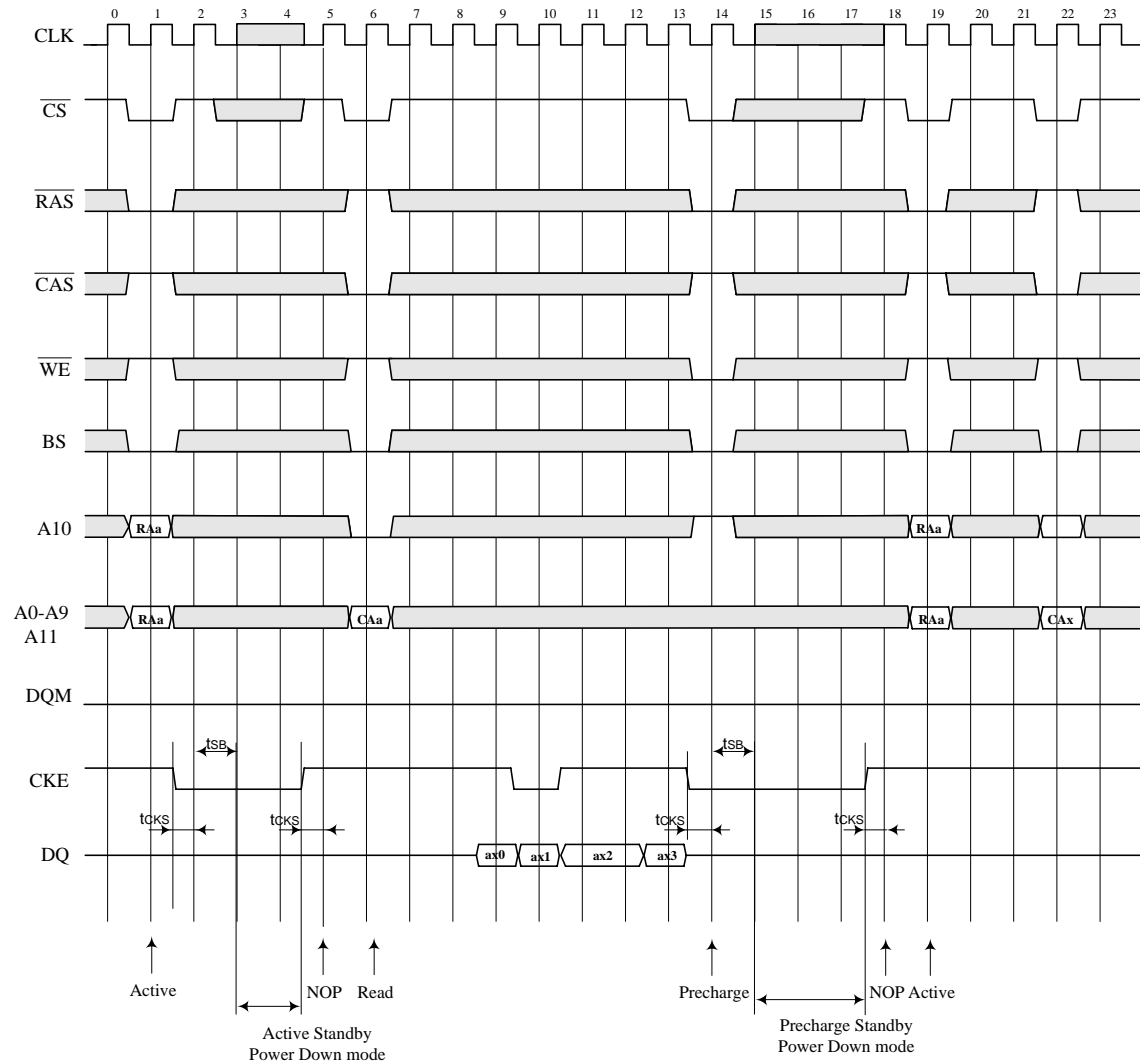 0 1 2 3 4 5 6 7 8 9 10 11 12 13 14 15 16 17 18 19 20 21 22 23
CLK
CS
RAS
CAS
WE
BS
A10 RAa RAa
A0-A9 RAa CAa RAa CAx
A11
DQM
tSB tSB
CKE
tCKS tCKS tCKS tCKS
DQ ax0 ax1 ax2 ax3
Active NOP Read Precharge NOP Active
Active Standby Precharge Standby
Power Down mode Power Down mode